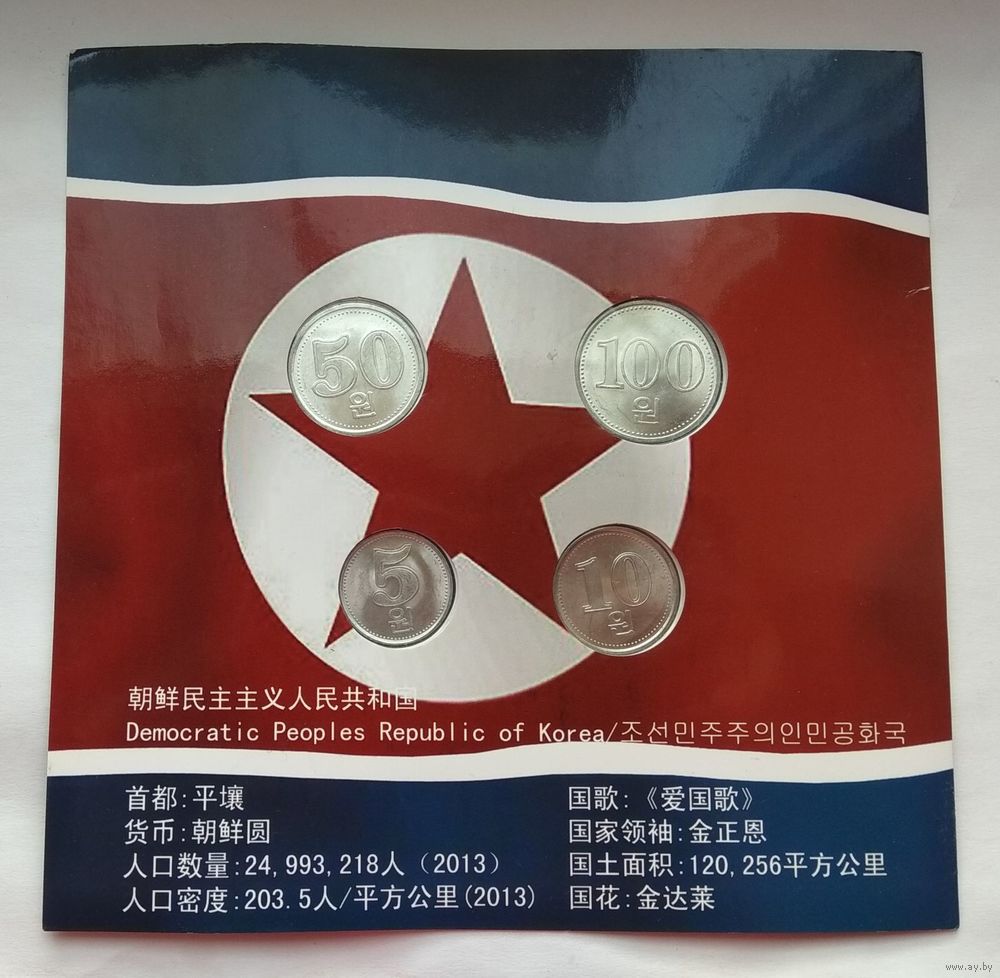 50
원
100
원
5
원
10
원
朝鲜民主主义人民共和国
Democratic Peoples Republic of Korea/조선민주주의인민공화국
首都:平壤
货币:朝鲜圆
人口数量:24,993,218人（2013）
人口密度:203.5人/平方公里(2013)
国歌:《爱国歌》
国家领袖:金正恩
国土面积:120,256平方公里
国花:金达莱
www.ay.by